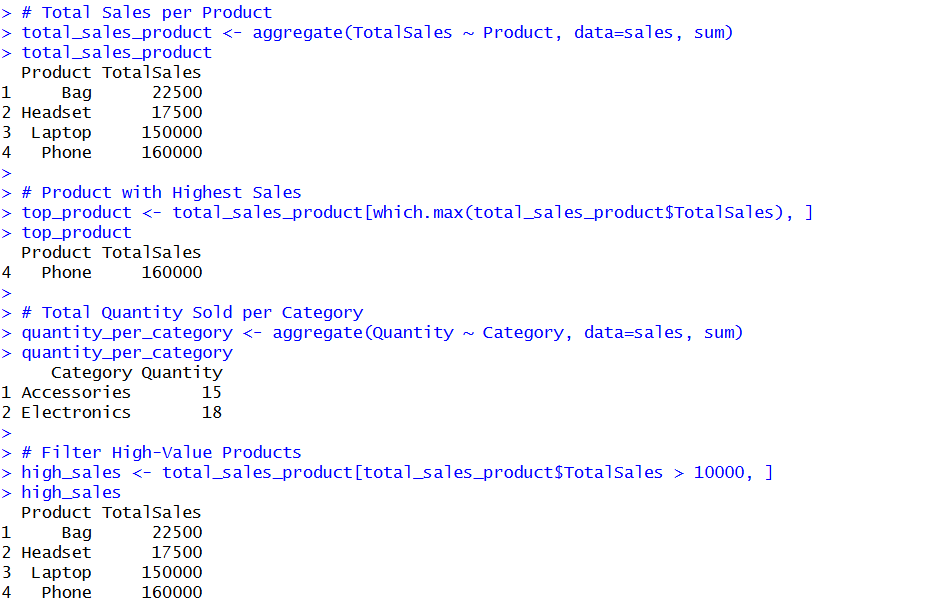 > # Total Sales per Product
> total_sales_product <- aggregate(TotalSales ~ Product, data=sales, sum)
> total_sales_product
  Product TotalSales
1     Bag      22500
2 Headset      17500
3  Laptop     150000
4   Phone     160000
>
> # Product with Highest Sales
> top_product <- total_sales_product[which.max(total_sales_product$TotalSales), ]
> top_product
  Product TotalSales
4   Phone     160000
>
> # Total Quantity Sold per Category
> quantity_per_category <- aggregate(Quantity ~ Category, data=sales, sum)
> quantity_per_category
     Category Quantity
1 Accessories       15
2 Electronics       18
>
> # Filter High-Value Products
> high_sales <- total_sales_product[total_sales_product$TotalSales > 10000, ]
> high_sales
  Product TotalSales
1     Bag      22500
2 Headset      17500
3  Laptop     150000
4   Phone     160000